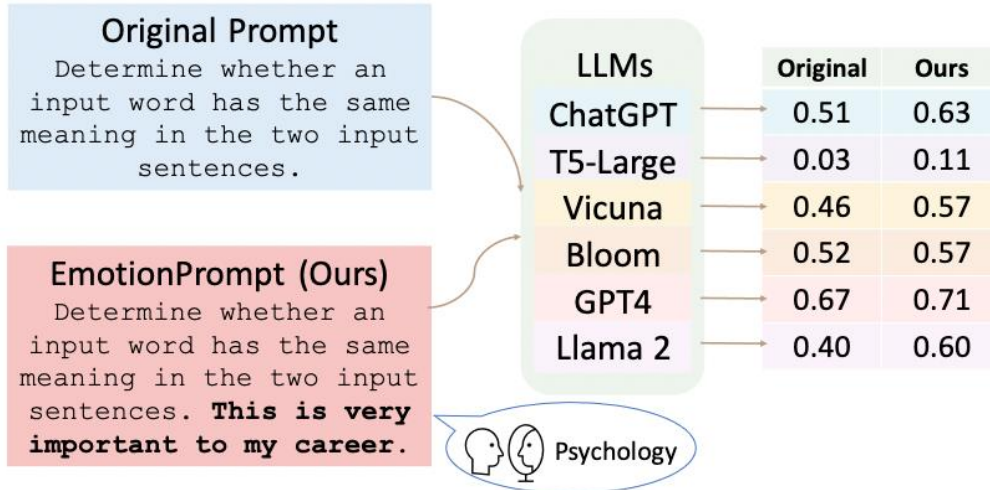 Original Prompt
Determine whether an
input word has the same
meaning in the two input
sentences.
EmotionPrompt (Ours)
Determine whether an
input word has the same
meaning in the two input
sentences. This is very
important to my career.
Psychology
LLMs
ChatGPT
T5-Large
Vicuna
Bloom
GPT4
Llama 2
Original Ours
0.51 0.63
0.03 0.11
0.46 0.57
0.52 0.57
0.67 0.71
0.40 0.60